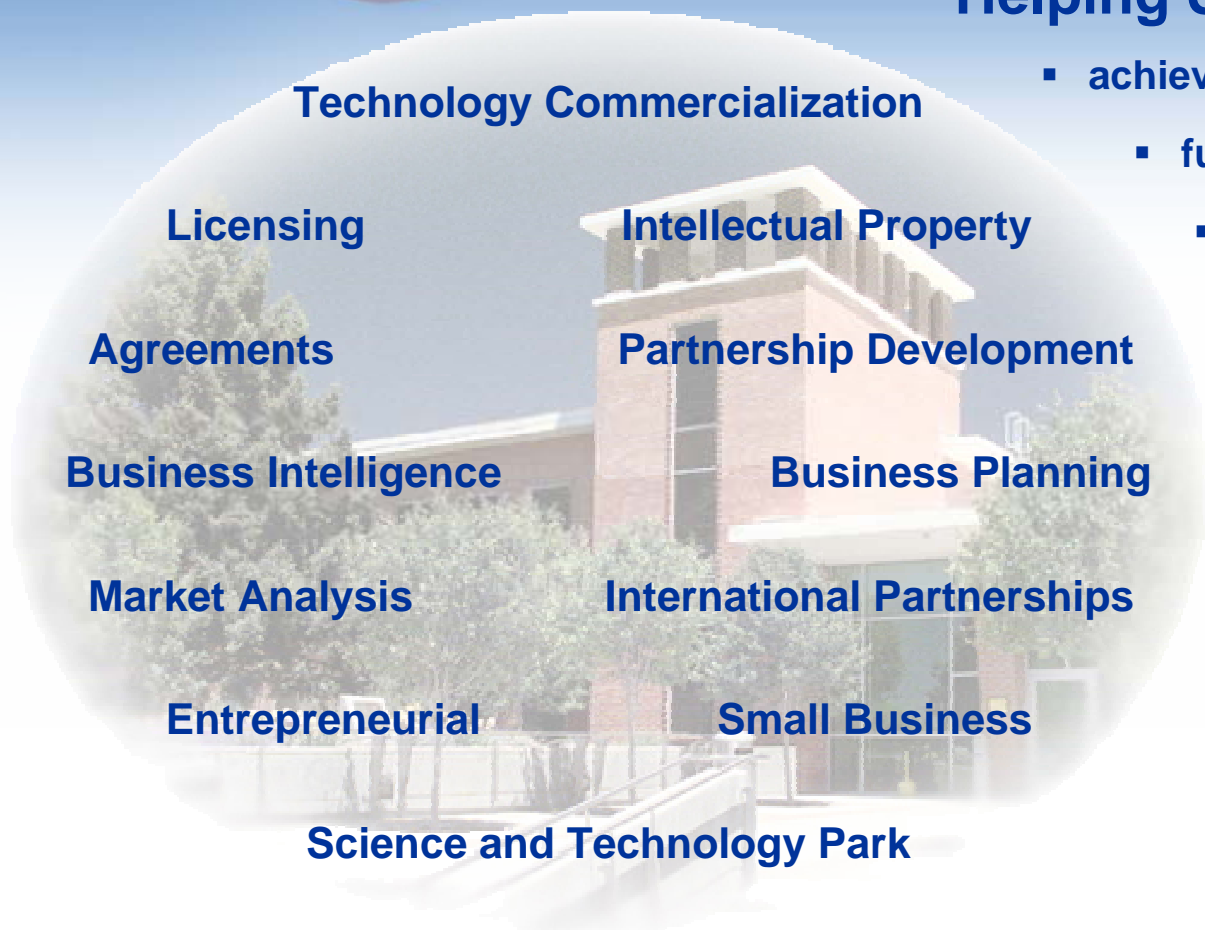 Helping
Technology Commercialization
Licensing Intellectual Property
Agreements Partnership Development
Business Intelligence Business Planning
Market Analysis International Partnerships
Entrepreneurial Small Business
Science and Technology Park